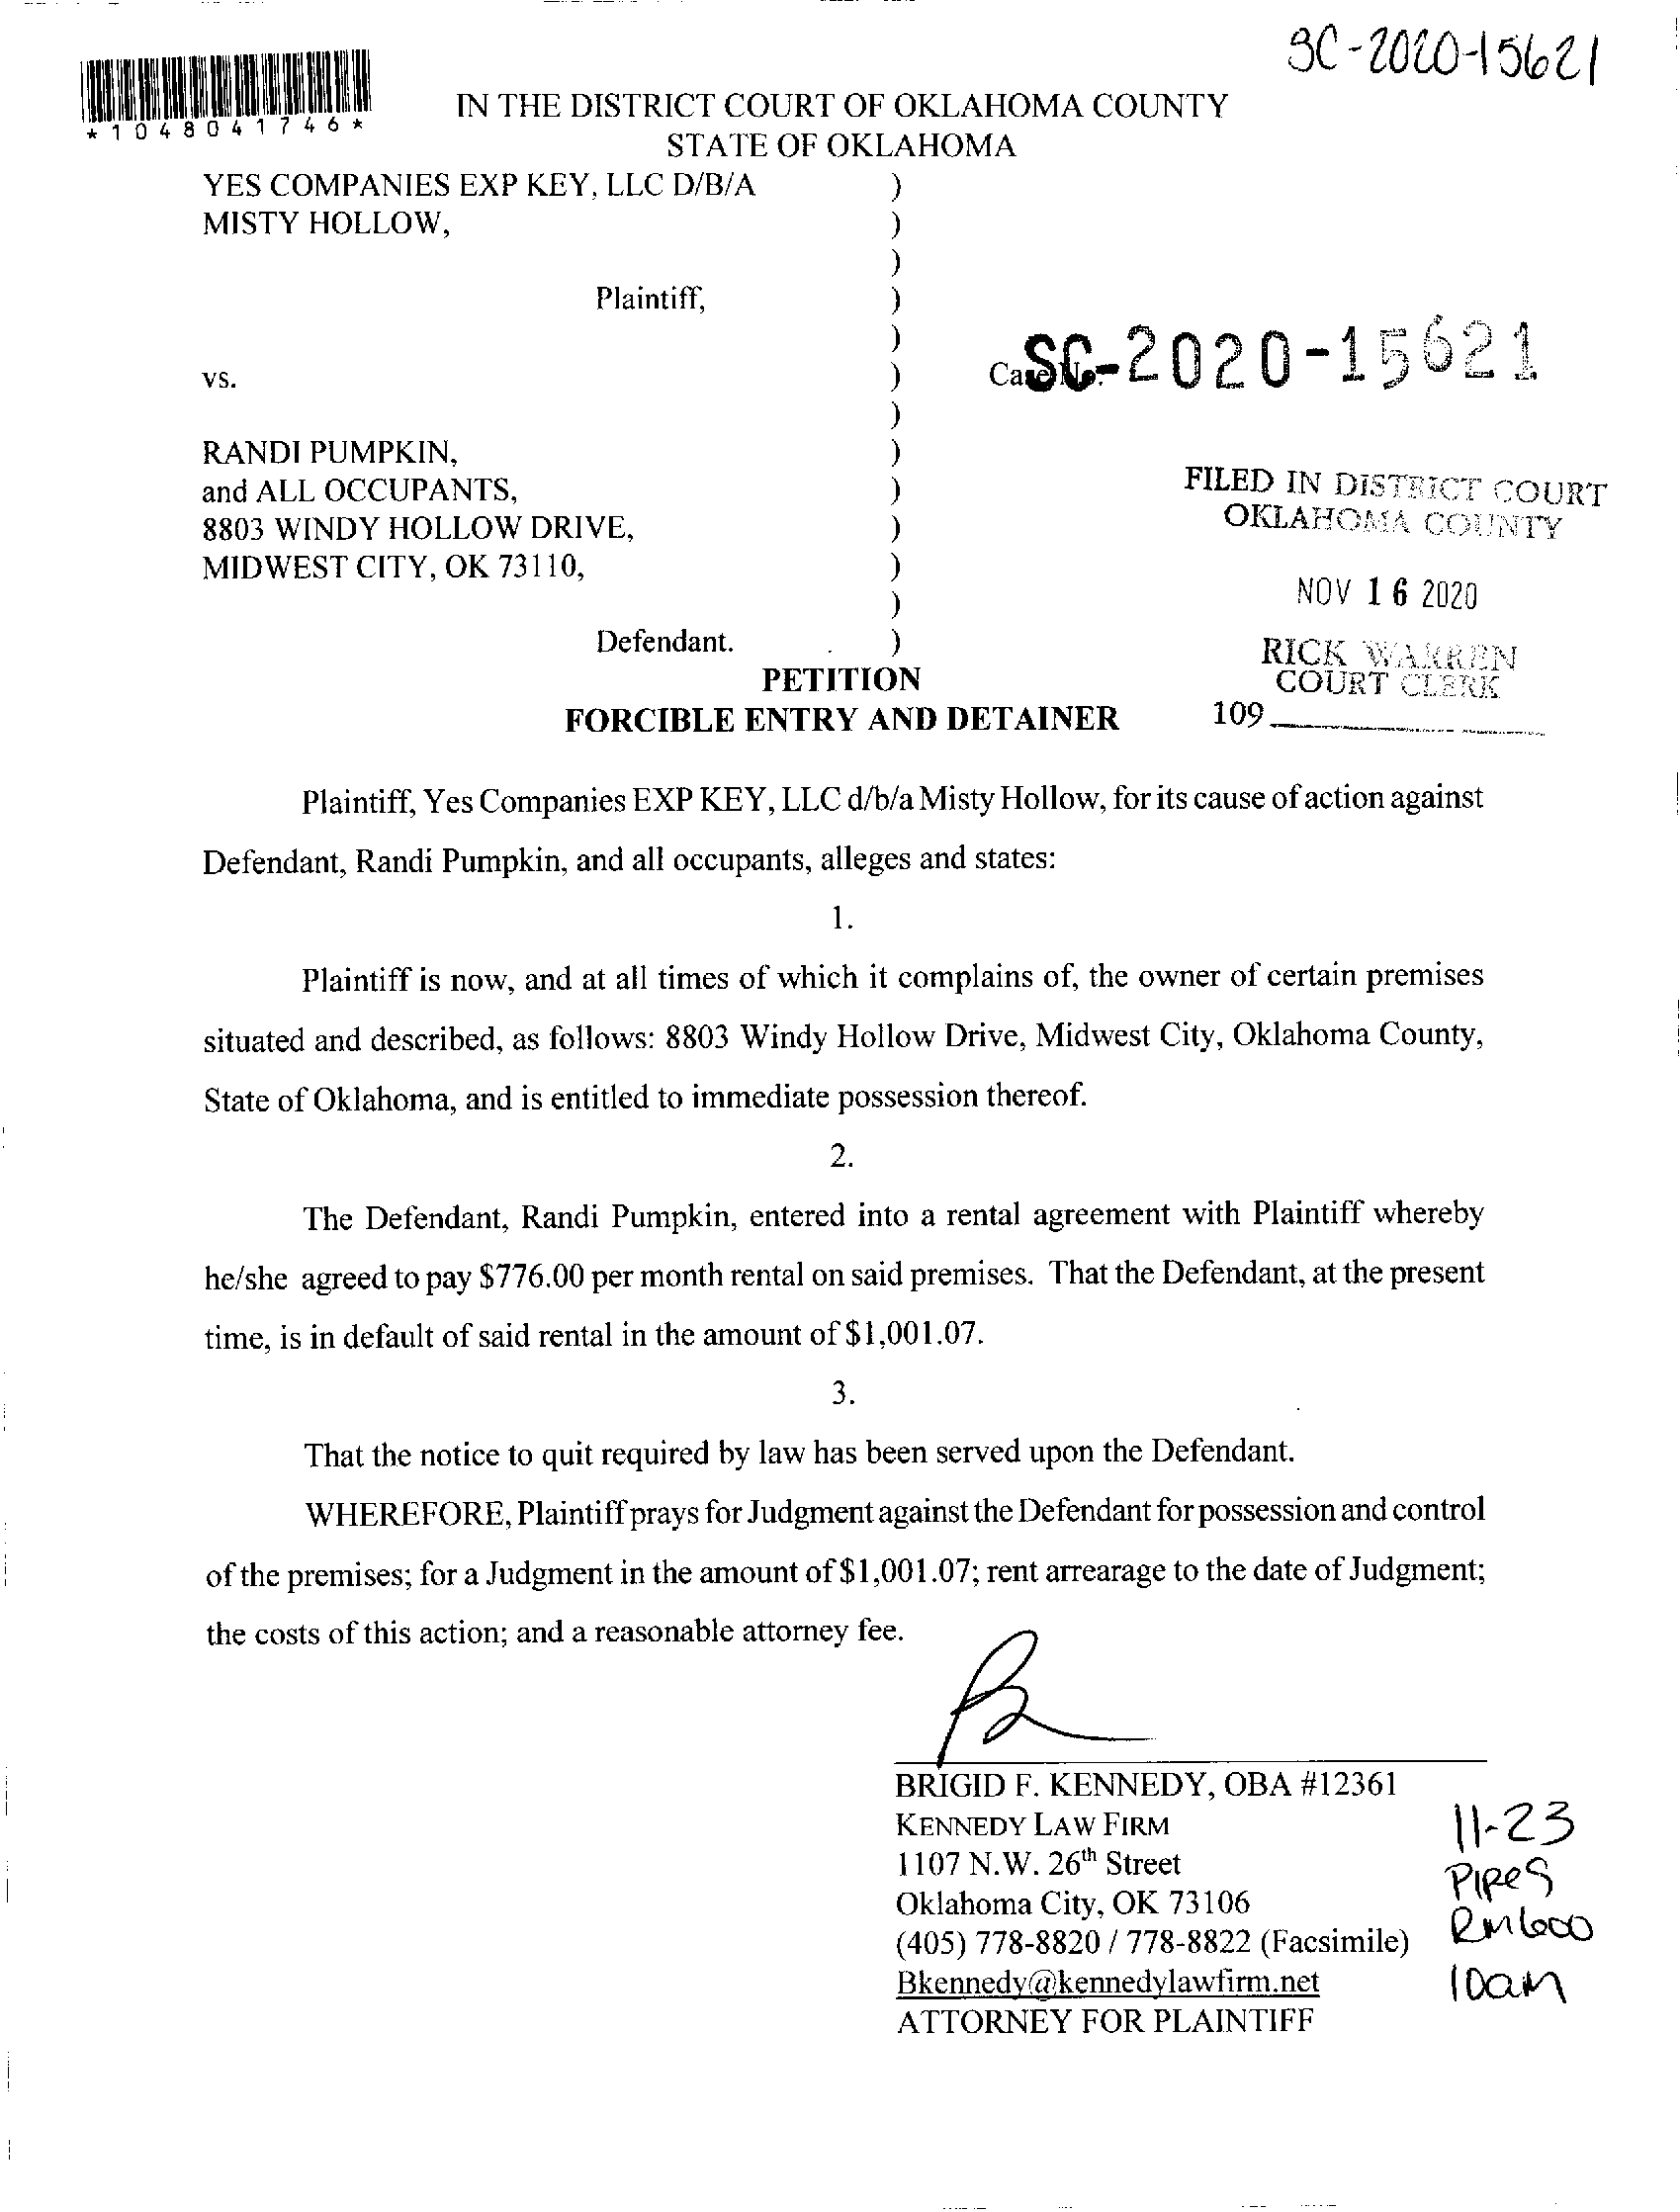 SC-2020-15621
*1048041746*
IN THE DISTRICT COURT OF OKLAHOMA COUNTY
STATE OF OKLAHOMA
YES COMPANIES EXP KEY, LLC D/B/A )
MISTY HOLLOW, )
)
Plaintiff, )
)
vs. ) Case No. SC-2020-15621
)
RANDI PUMPKIN, )
and ALL OCCUPANTS, )
8803 WINDY HOLLOW DRIVE, )
MIDWEST CITY, OK 73110, )
)
Defendant. )
FILED IN DISTRICT COURT
OKLAHOMA COUNTY
NOV 16 2020
RICK WARREN
COURT CLERK
109
PETITION
FORCIBLE ENTRY AND DETAINER
Plaintiff, Yes Companies EXP KEY, LLC d/b/a Misty Hollow, for its cause of action against
Defendant, Randi Pumpkin, and all occupants, alleges and states:
1.
Plaintiff is now, and at all times of which it complains of, the owner of certain premises
situated and described, as follows: 8803 Windy Hollow Drive, Midwest City, Oklahoma County,
State of Oklahoma, and is entitled to immediate possession thereof.
2.
The Defendant, Randi Pumpkin, entered into a rental agreement with Plaintiff whereby
he/she agreed to pay $776.00 per month rental on said premises. That the Defendant, at the present
time, is in default of said rental in the amount of $1,001.07.
3.
That the notice to quit required by law has been served upon the Defendant.
WHEREFORE, Plaintiff prays for Judgment against the Defendant for possession and control
of the premises; for a Judgment in the amount of $1,001.07; rent arrearage to the date of Judgment;
the costs of this action; and a reasonable attorney fee.
BRIGID F. KENNEDY, OBA #12361
KENNEDY LAW FIRM
1107 N.W. 26th Street
Oklahoma City, OK 73106
(405) 778-8820 / 778-8822 (Facsimile)
Bkennedy@kennedylawfirm.net
ATTORNEY FOR PLAINTIFF
11-23
Pipes
Rm 600
10am